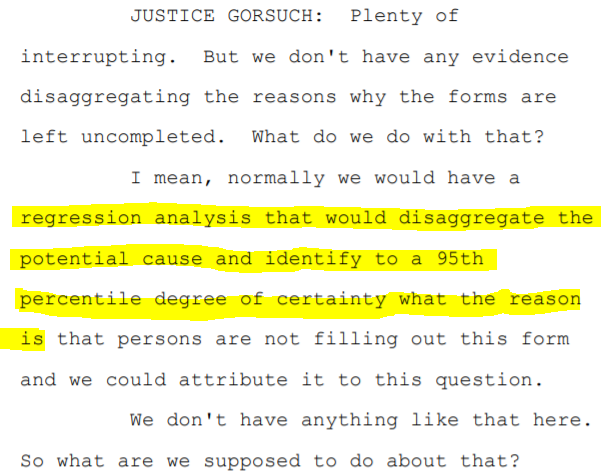 JUSTICE GORSUCH: Plenty of
interrupting. But we don't have any evidence
disaggregating the reasons why the forms are
left uncompleted. What do we do with that?
I mean, normally we would have a
regression analysis that would disaggregate the
potential cause and identify to a 95th
percentile degree of certainty what the reason
is that persons are not filling out this form
and we could attribute it to this question.
We don't have anything like that here.
So what are we supposed to do about that?